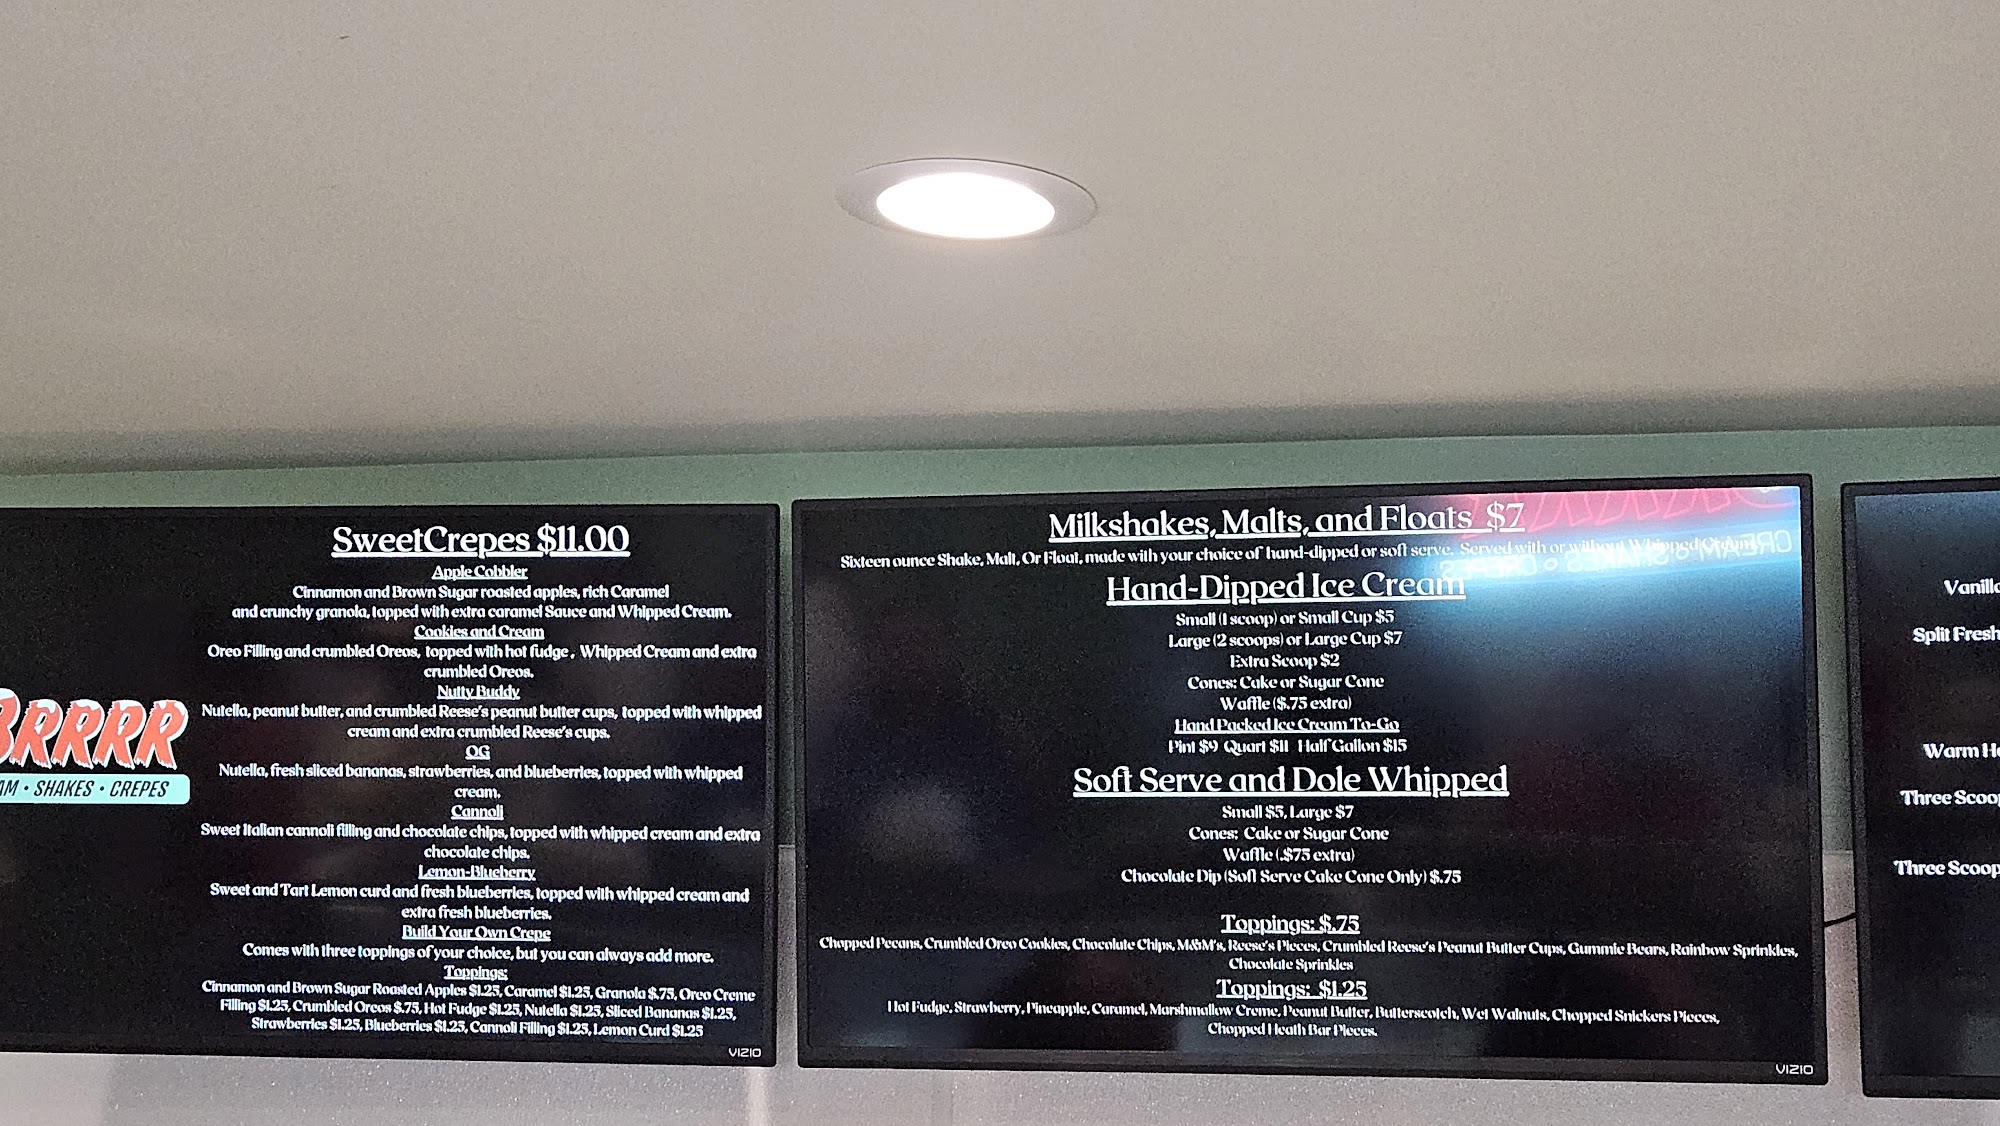 BRRRR
AM • SHAKES • CREPES
SweetCrepes $11.00
Apple Cobbler
Cinnamon and Brown Sugar roasted apples, rich Caramel
and crunchy granola, topped with extra caramel Sauce and Whipped Cream.
Cookies and Cream
Oreo Filling and crumbled Oreos, topped with hot fudge , Whipped Cream and extra
crumbled Oreos.
Nutty Buddy
Nutella, peanut butter, and crumbled Reese's peanut butter cups, topped with whipped
cream and extra crumbled Reese's cups.
OG
Nutella, fresh sliced bananas, strawberries, and blueberries, topped with whipped
cream.
Cannoli
Sweet Italian cannoli filling and chocolate chips, topped with whipped cream and extra
chocolate chips.
Lemon-Blueberry
Sweet and Tart Lemon curd and fresh blueberries, topped with whipped cream and
extra fresh blueberries.
Build Your Own Crepe
Comes with three toppings of your choice, but you can always add more.
Toppings:
Cinnamon and Brown Sugar Roasted Apples $1.25, Caramel $1.25, Granola $.75, Oreo Creme
Filling $1.25, Crumbled Oreos $.75, Hot Fudge $1.25, Nutella $1.25, Sliced Bananas $1.25,
Strawberries $1.25, Blueberries $1.25, Cannoli Filling $1.25, Lemon Curd $1.25
VIZIO
Milkshakes, Malts, and Floats $7
Sixteen ounce Shake, Malt, Or Float, made with your choice of hand-dipped or soft serve. Served with or without Whipped Cream
Hand-Dipped Ice Cream
Small (1 scoop) or Small Cup $5
Large (2 scoops) or Large Cup $7
Extra Scoop $2
Cones: Cake or Sugar Cone
Waffle ($.75 extra)
Hand Packed Ice Cream To-Go
Pint $9 Quart $11 Half Gallon $15
Soft Serve and Dole Whipped
Small $5, Large $7
Cones: Cake or Sugar Cone
Waffle (.$75 extra)
Chocolate Dip (Soft Serve Cake Cone Only) $.75
Toppings: $.75
Chopped Pecans, Crumbled Oreo Cookies, Chocolate Chips, M&M's, Reese's Pieces, Crumbled Reese's Peanut Butter Cups, Gummie Bears, Rainbow Sprinkles,
Chocolate Sprinkles
Toppings: $1.25
Hot Fudge, Strawberry, Pineapple, Caramel, Marshmallow Creme, Peanut Butter, Butterscotch, Wet Walnuts, Chopped Snickers Pieces,
Chopped Heath Bar Pieces.
VIZIO
Vanilla
Split Fresh
Warm H
Three Scoo
Three Scoop